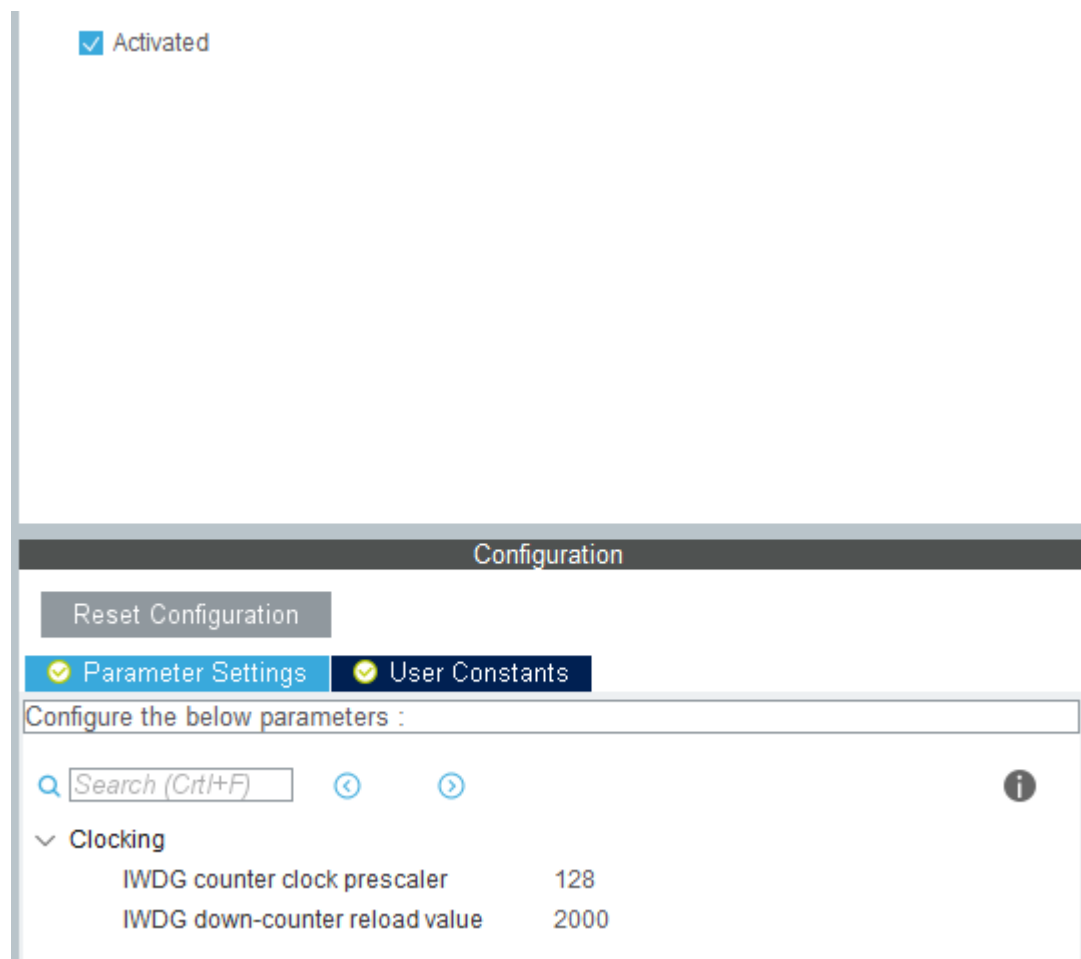 Activated
Configuration
Reset Configuration
Parameter Settings User Constants
Configure the below parameters :
Search (Crtl+F)
Clocking
IWDG counter clock prescaler 128
IWDG down-counter reload value 2000